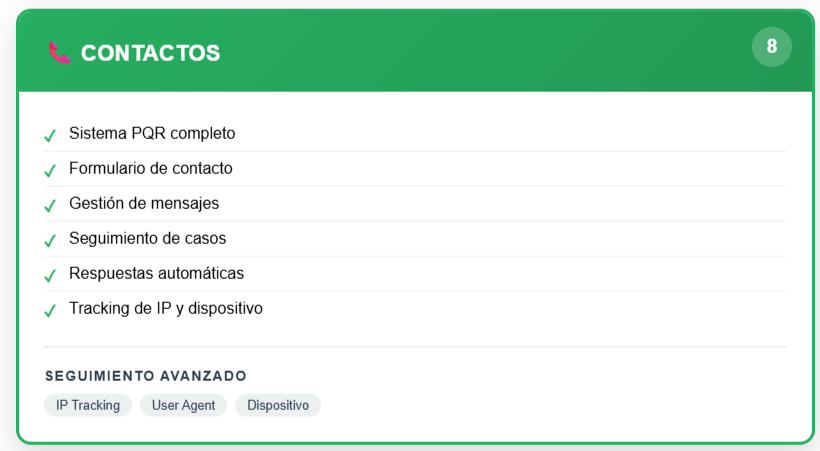 CONTACTOS
8
Sistema PQR completo
Formulario de contacto
Gestión de mensajes
Seguimiento de casos
Respuestas automáticas
Tracking de IP y dispositivo
SEGUIMIENTO AVANZADO
IP Tracking User Agent Dispositivo